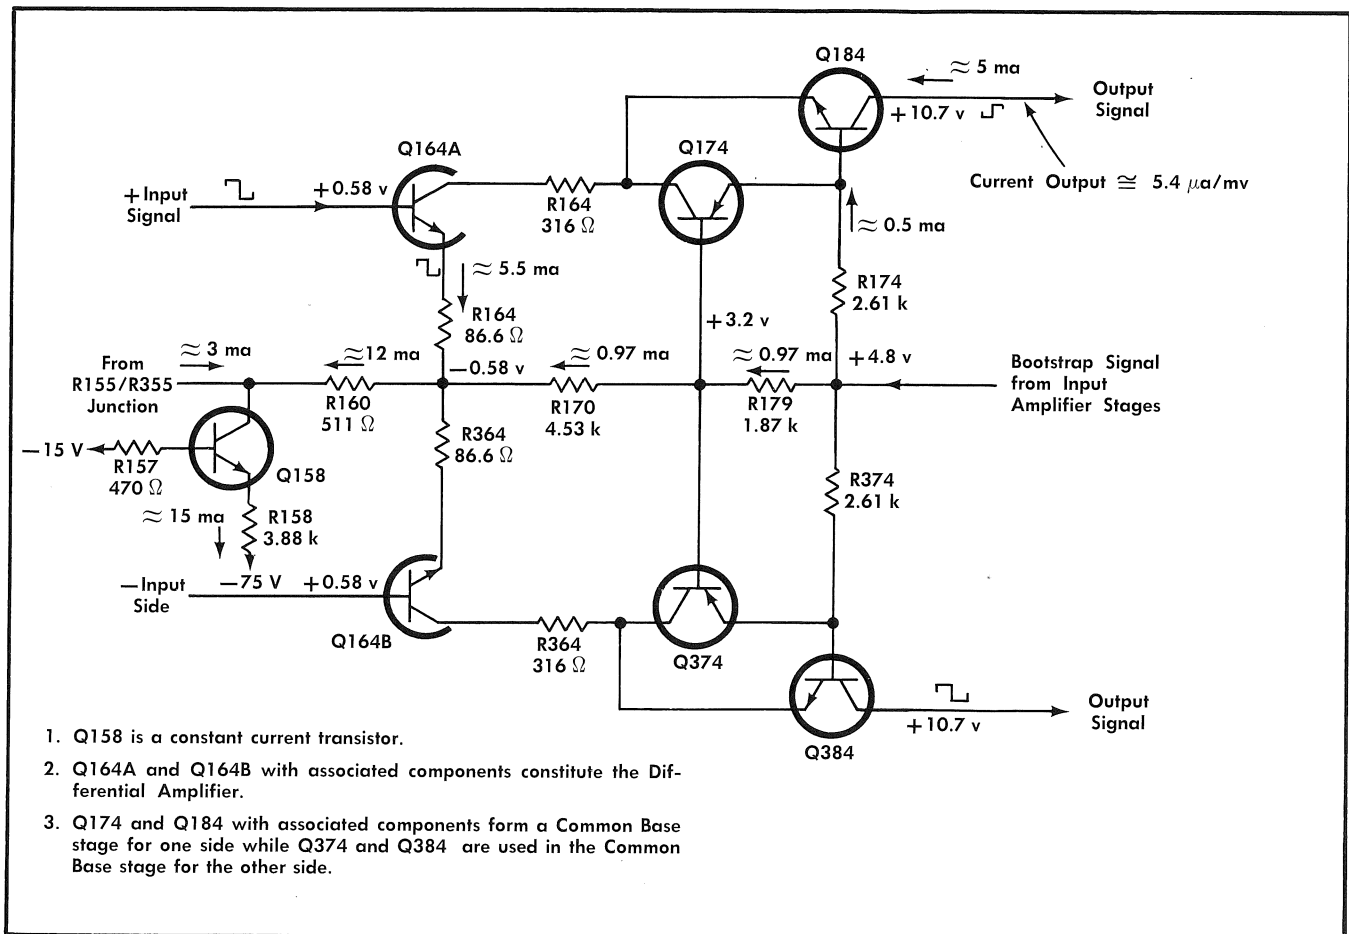 Q184
≈ 5 ma
Output
Signal
+10.7 v
Q164A
Q174
Current Output ≅ 5.4 μa/mv
+Input
Signal
+0.58 v
R164
316 Ω
≈ 0.5 ma
≈ 5.5 ma
R174
2.61 k
R164
86.6 Ω
+3.2 v
≈ 3 ma
≈12 ma
≈ 0.97 ma
≈ 0.97 ma
+4.8 v
From
R155/R355
Junction
−0.58 v
Bootstrap Signal
from Input
Amplifier Stages
R160
511 Ω
R170
4.53 k
R179
1.87 k
−15 V
R157
470 Ω
Q158
R364
86.6 Ω
R374
2.61 k
≈ 15 ma
R158
3.88 k
−Input
Side
−75 V
+0.58 v
Q164B
R364
316 Ω
Q374
Output
Signal
+10.7 v
Q384
1. Q158 is a constant current transistor.
2. Q164A and Q164B with associated components constitute the Dif-
ferential Amplifier.
3. Q174 and Q184 with associated components form a Common Base
stage for one side while Q374 and Q384 are used in the Common
Base stage for the other side.